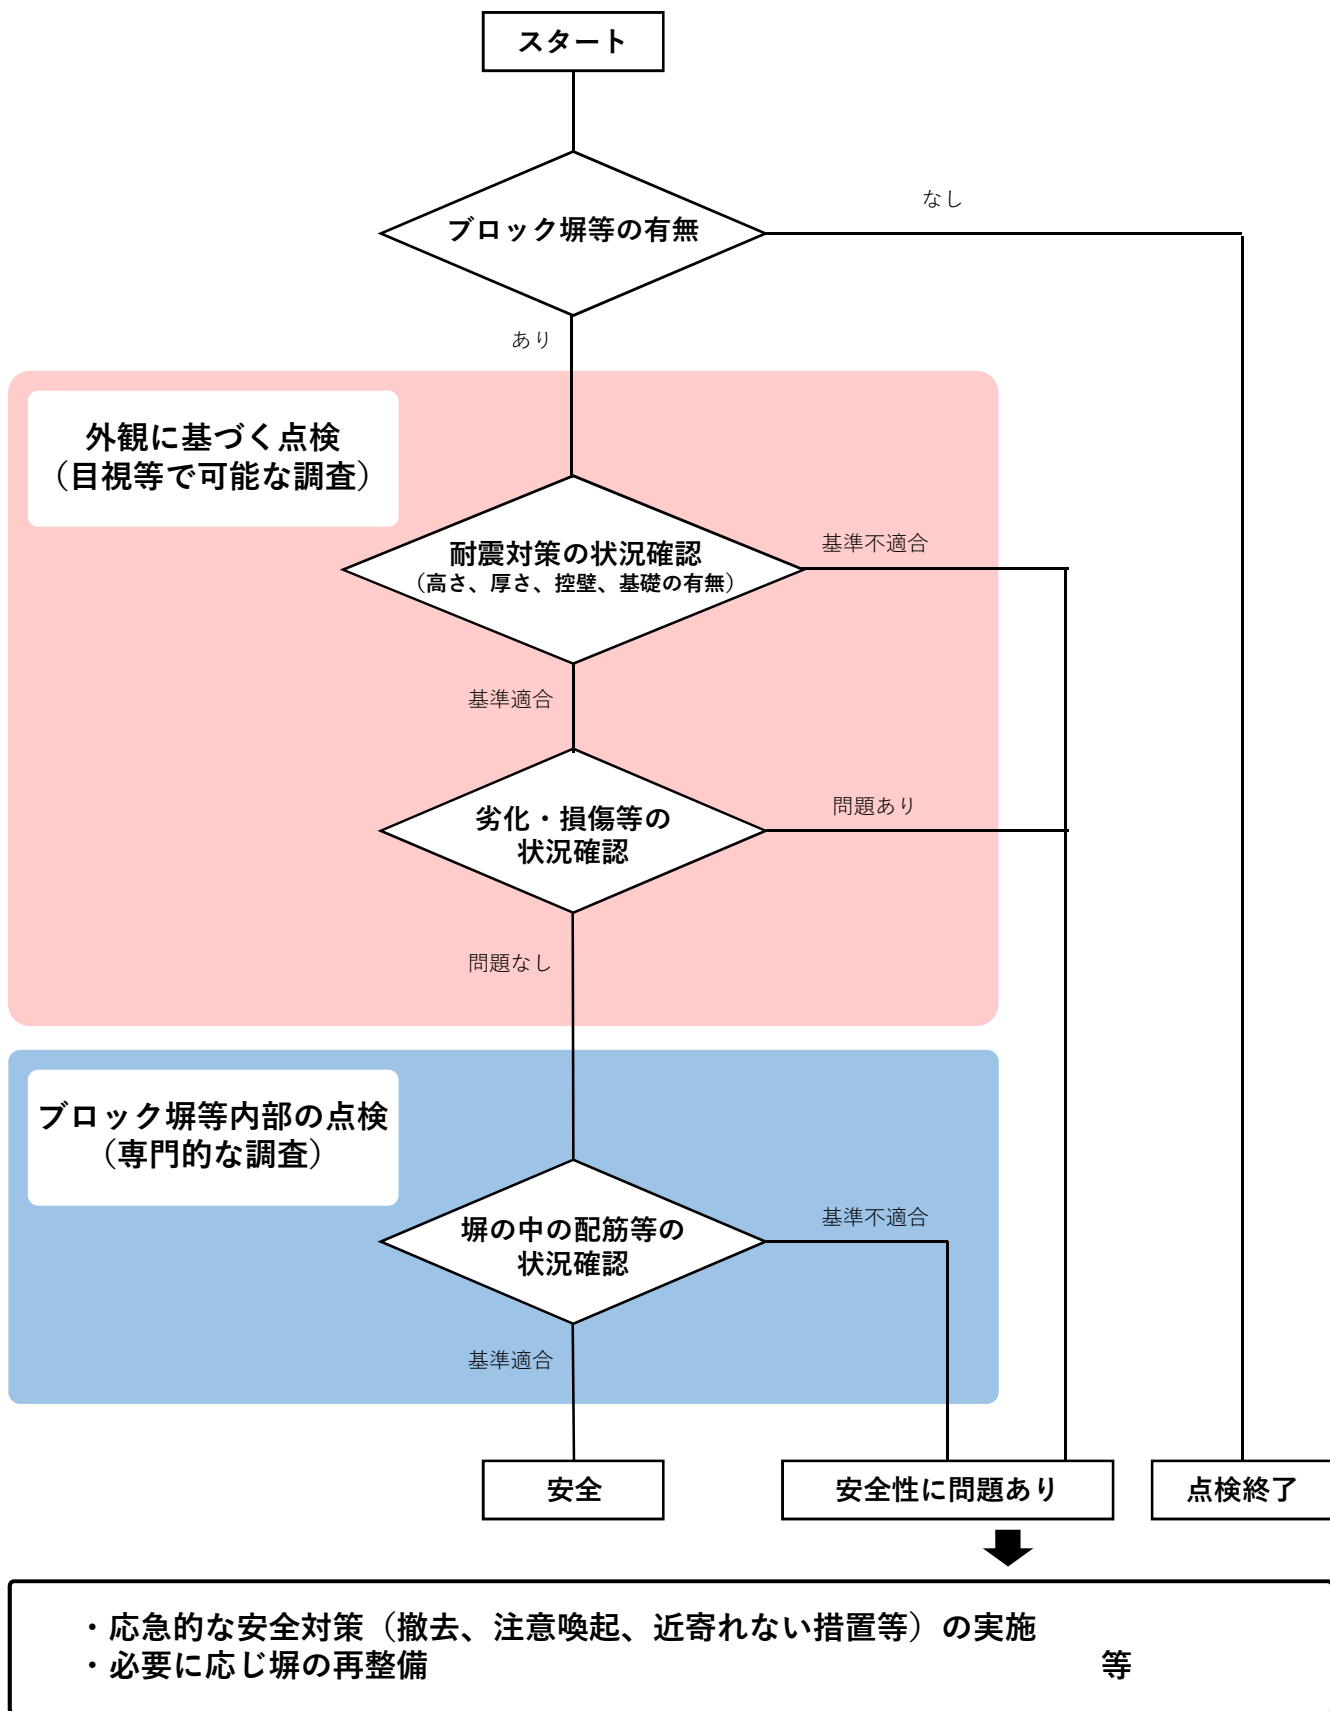 スタート
ブロック塀等の有無
なし
あり
外観に基づく点検
（目視等で可能な調査）
耐震対策の状況確認
（高さ、厚さ、控壁、基礎の有無）
基準不適合
基準適合
劣化・損傷等の
状況確認
問題あり
問題なし
ブロック塀等内部の点検
（専門的な調査）
塀の中の配筋等の
状況確認
基準不適合
基準適合
安全
安全性に問題あり
点検終了
・応急的な安全対策（撤去、注意喚起、近寄れない措置等）の実施
・必要に応じ塀の再整備 等